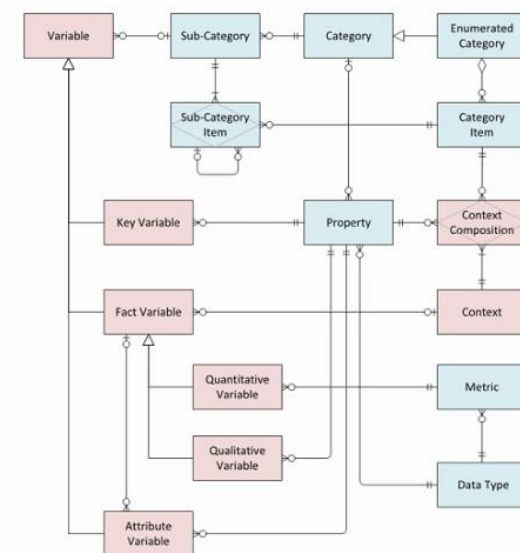 Variable
Sub-Category
Category
Enumerated
Category
Sub-Category
Item
Category
Item
Key Variable
Property
Context
Composition
Fact Variable
Context
Quantitative
Variable
Metric
Qualitative
Variable
Data Type
Attribute
Variable